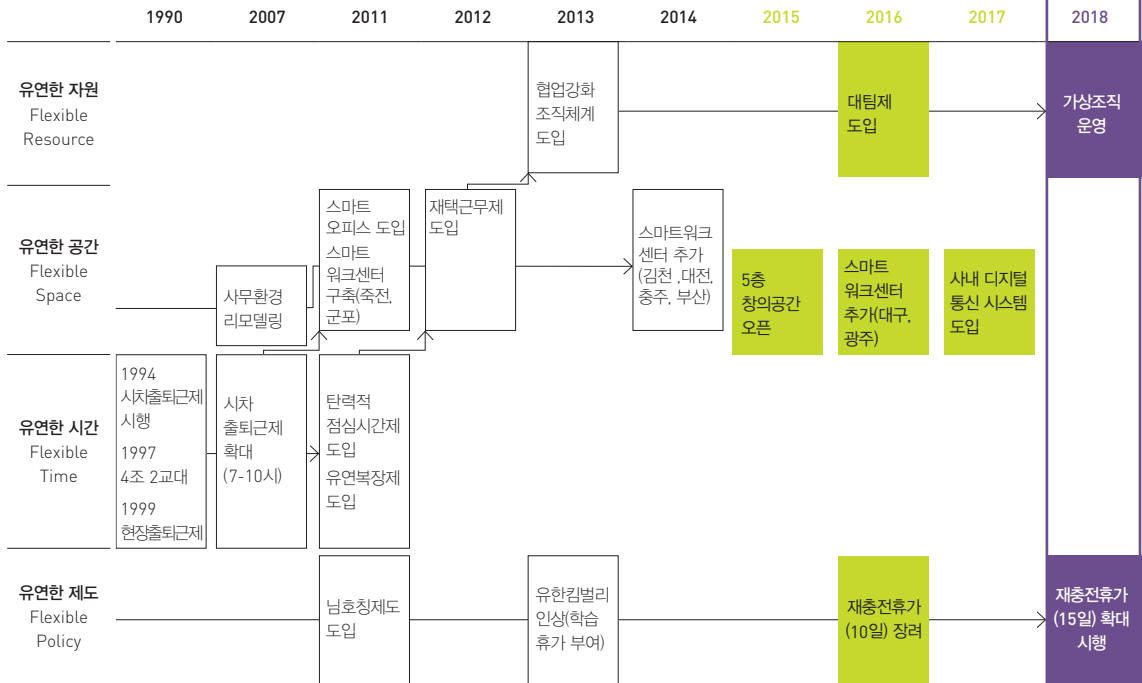 1990 2007 2011 2012 2013 2014 2015 2016 2017 2018
유연한 자원
Flexible
Resource
협업강화
조직체계
도입
대팀제
도입
가상조직
운영
유연한 공간
Flexible
Space
사무환경
리모델링
스마트
오피스 도입
스마트
워크센터
구축(죽전,
군포)
재택근무제
도입
스마트워크
센터 추가
(김천 ,대전,
충주, 부산)
5층
창의공간
오픈
스마트
워크센터
추가(대구,
광주)
사내 디지털
통신 시스템
도입
유연한 시간
Flexible
Time
1994
시차출퇴근제
시행
1997
4조 2교대
1999
현장출퇴근제
시차
출퇴근제
확대
(7-10시)
탄력적
점심시간제
도입
유연복장제
도입
유연한 제도
Flexible
Policy
님호칭제도
도입
유한킴벌리
인상(학습
휴가 부여)
재충전휴가
(10일) 장려
재충전휴가
(15일) 확대
시행